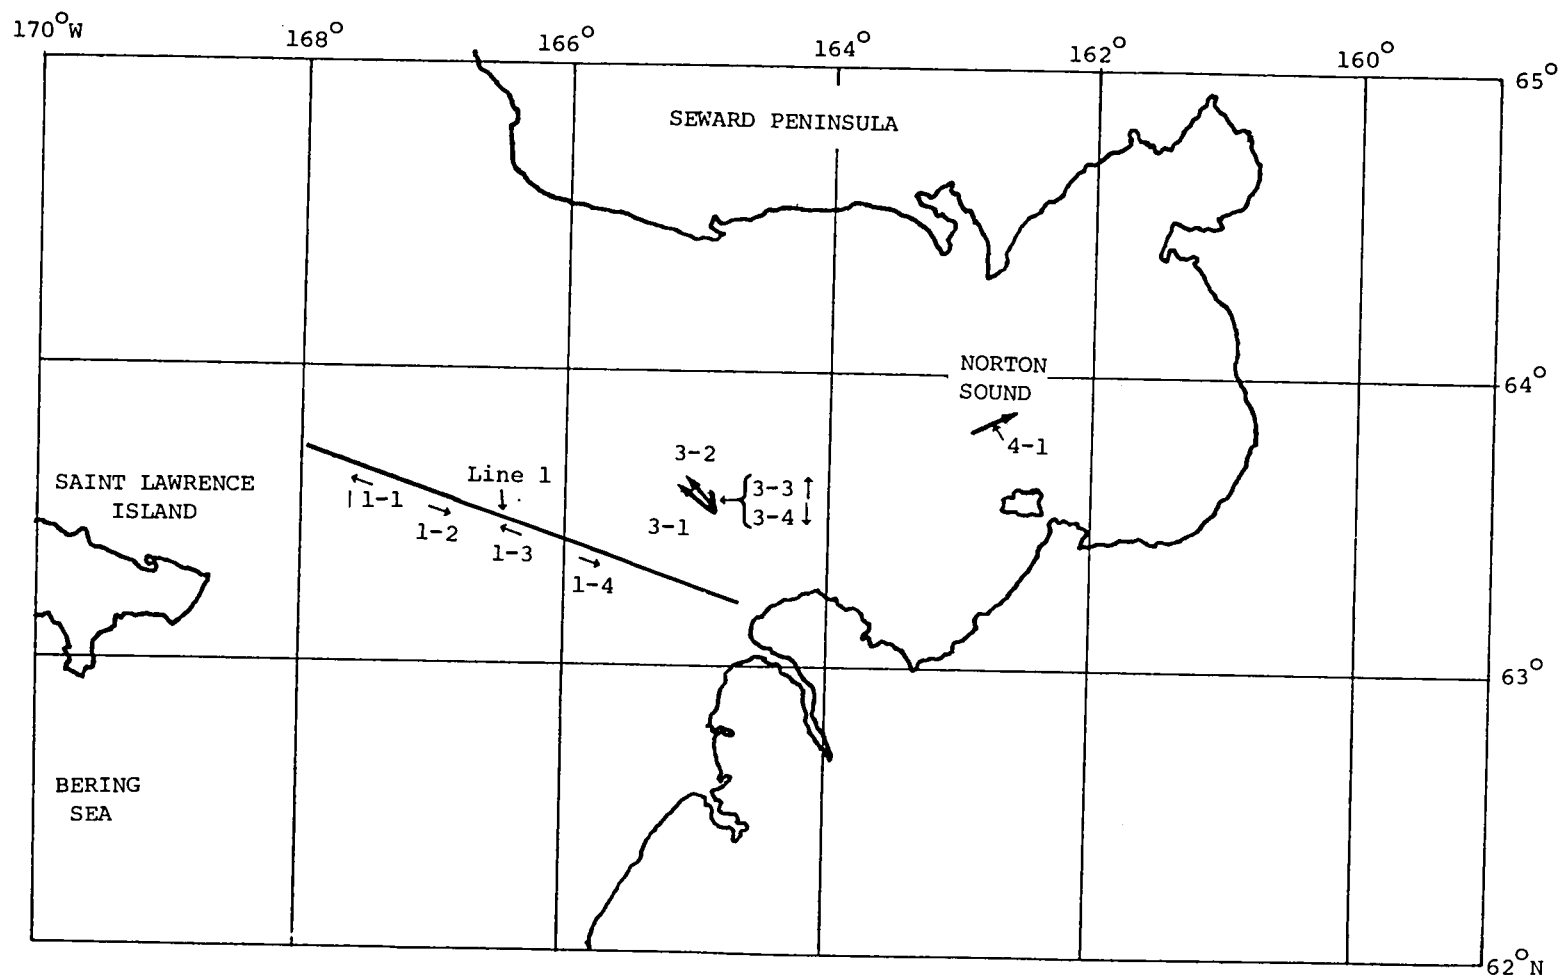 170°W
168°
166°
164°
162°
160°
65°
SEWARD PENINSULA
NORTON
SOUND
64°
4-1
3-2
3-3 ↑
3-4 ↓
3-1
SAINT LAWRENCE
ISLAND
Line 1
1-1
1-2
1-3
1-4
63°
BERING
SEA
62°N